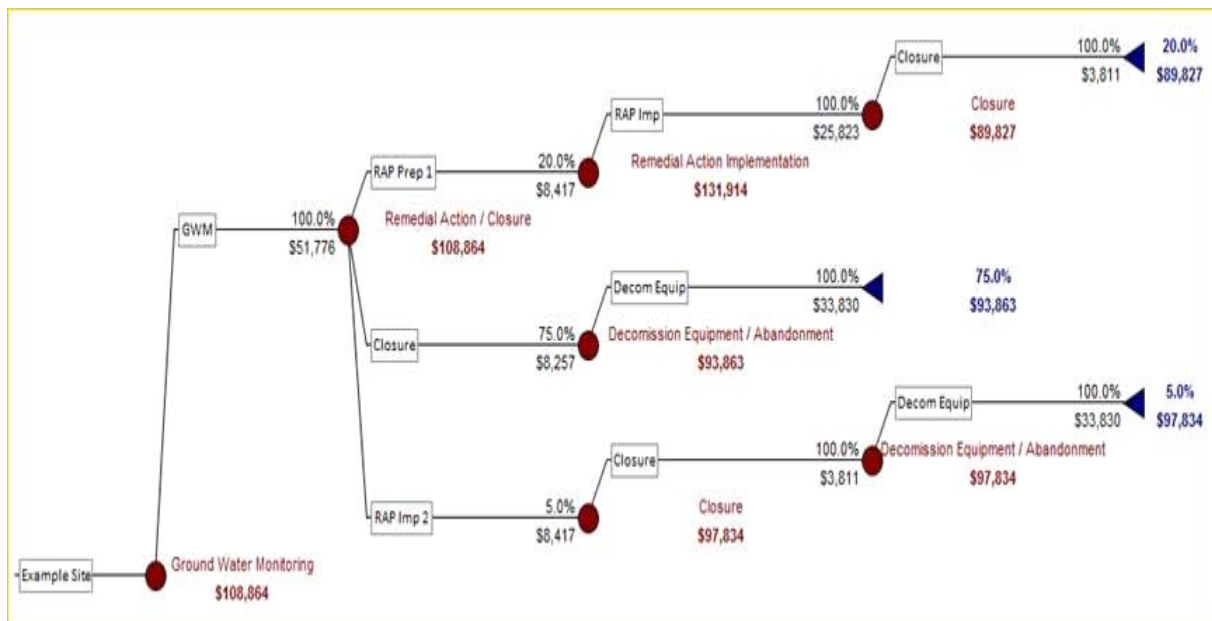 Closure
100.0%
$3,811
20.0%
$89,827
RAP Imp
100.0%
$25,823
Closure
$89,827
RAP Prep 1
20.0%
$8,417
Remedial Action Implementation
$131,914
GWM
100.0%
$51,776
Remedial Action / Closure
$108,864
Decom Equip
100.0%
$33,830
75.0%
$93,863
Closure
75.0%
$8,257
Decomission Equipment / Abandonment
$93,863
Decom Equip
100.0%
$33,830
5.0%
$97,834
Closure
100.0%
$3,811
Decomission Equipment / Abandonment
$97,834
RAP Imp 2
5.0%
$8,417
Closure
$97,834
Example Site
Ground Water Monitoring
$108,864